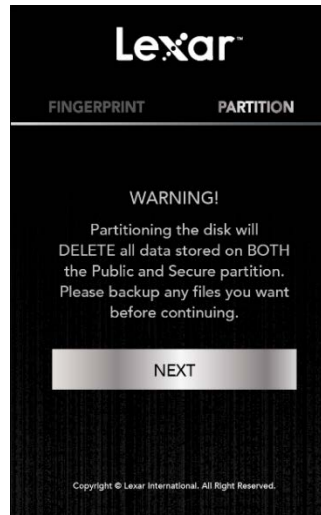 Lexar™
FINGERPRINT PARTITION
WARNING!
Partitioning the disk will
DELETE all data stored on BOTH
the Public and Secure partition.
Please backup any files you want
before continuing.
NEXT
Copyright © Lexar International. All Right Reserved.